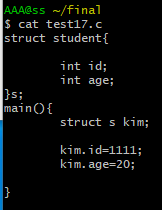 AAA@ss ~/final
$ cat test17.c
struct student{

        int id;
        int age;
}s;
main(){
        struct s kim;

        kim.id=1111;
        kim.age=20;

}